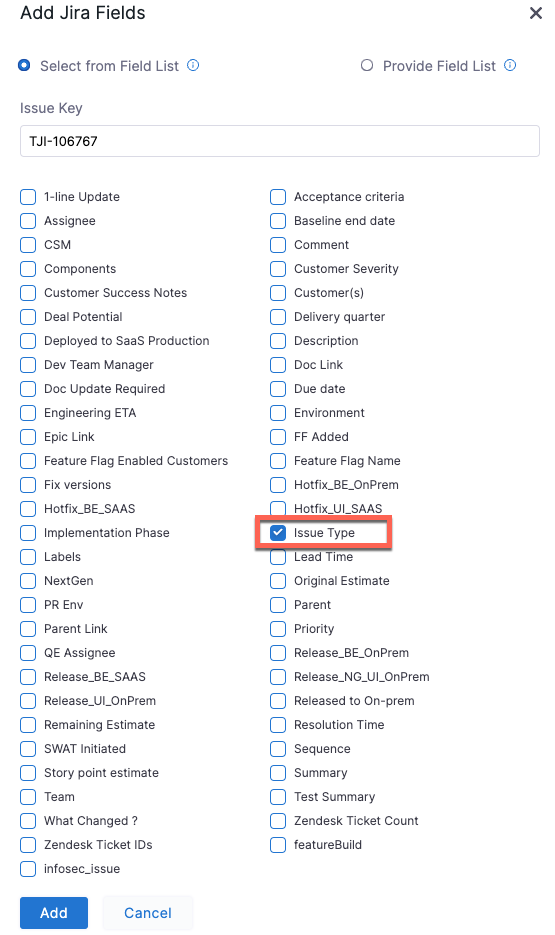 Add Jira Fields
Select from Field List
Provide Field List
Issue Key
TJI-106767
1-line Update
Acceptance criteria
Assignee
Baseline end date
CSM
Comment
Components
Customer Severity
Customer Success Notes
Customer(s)
Deal Potential
Delivery quarter
Deployed to SaaS Production
Description
Dev Team Manager
Doc Link
Doc Update Required
Due date
Engineering ETA
Environment
Epic Link
FF Added
Feature Flag Enabled Customers
Feature Flag Name
Fix versions
Hotfix_BE_OnPrem
Hotfix_BE_SAAS
Hotfix_UI_SAAS
Implementation Phase
Issue Type
Labels
Lead Time
NextGen
Original Estimate
PR Env
Parent
Parent Link
Priority
QE Assignee
Release_BE_OnPrem
Release_BE_SAAS
Release_NG_UI_OnPrem
Release_UI_OnPrem
Released to On-prem
Remaining Estimate
Resolution Time
SWAT Initiated
Sequence
Story point estimate
Summary
Team
Test Summary
What Changed ?
Zendesk Ticket Count
Zendesk Ticket IDs
featureBuild
infosec_issue
Add
Cancel